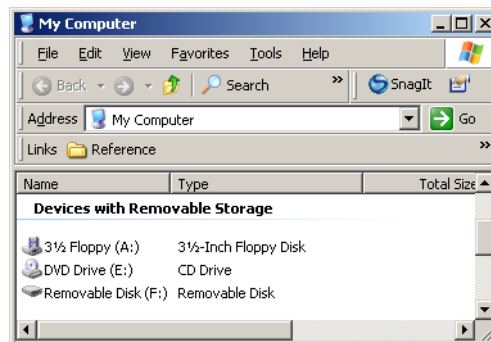 My Computer
File Edit View Favorites Tools Help
Back Search » SnagIt
Address My Computer Go
Links Reference »
Name Type Total Size
Devices with Removable Storage
3½ Floppy (A:) 3½-Inch Floppy Disk
DVD Drive (E:) CD Drive
Removable Disk (F:) Removable Disk